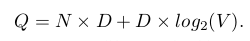 Q = N × D + D × log₂(V).